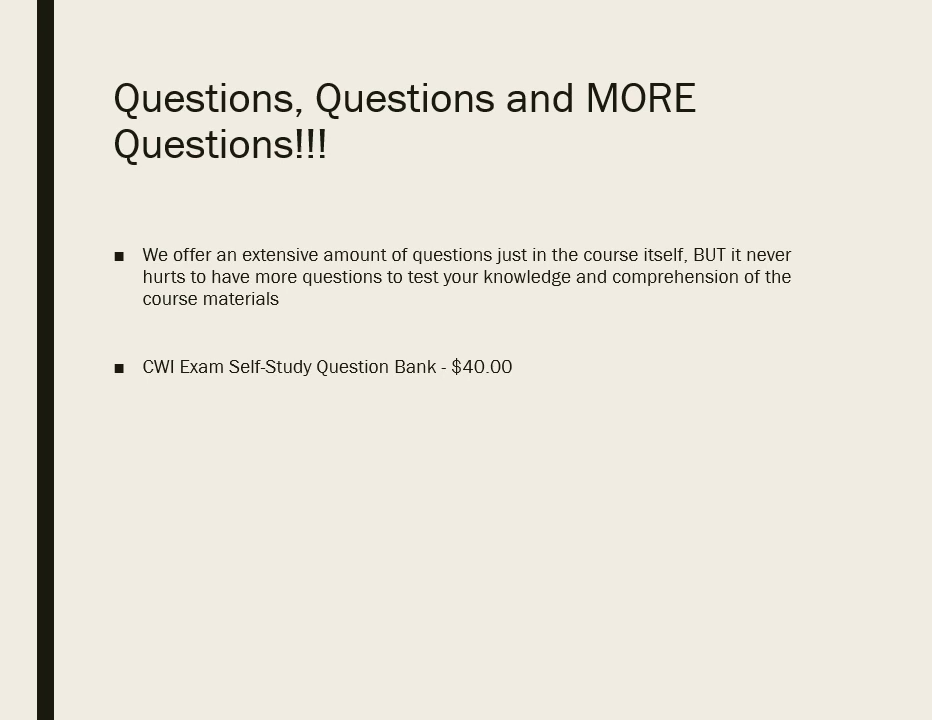 Questions, Questions and MORE
Questions!!!
■ We offer an extensive amount of questions just in the course itself, BUT it never
hurts to have more questions to test your knowledge and comprehension of the
course materials
■ CWI Exam Self-Study Question Bank - $40.00